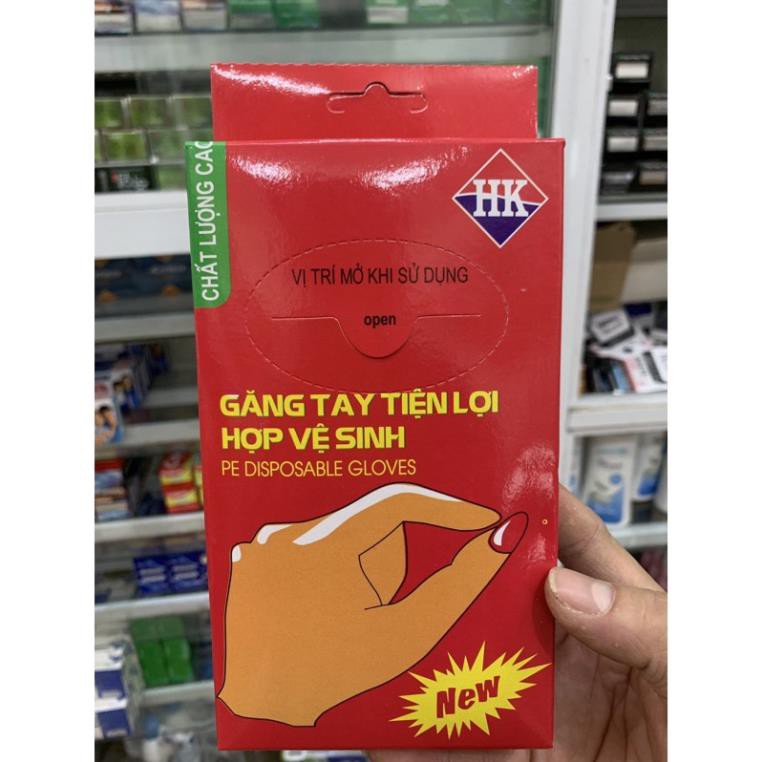 CHẤT LƯỢNG CAO
HK
VỊ TRÍ MỞ KHI SỬ DỤNG
open
GĂNG TAY TIỆN LỢI
HỢP VỆ SINH
PE DISPOSABLE GLOVES
New